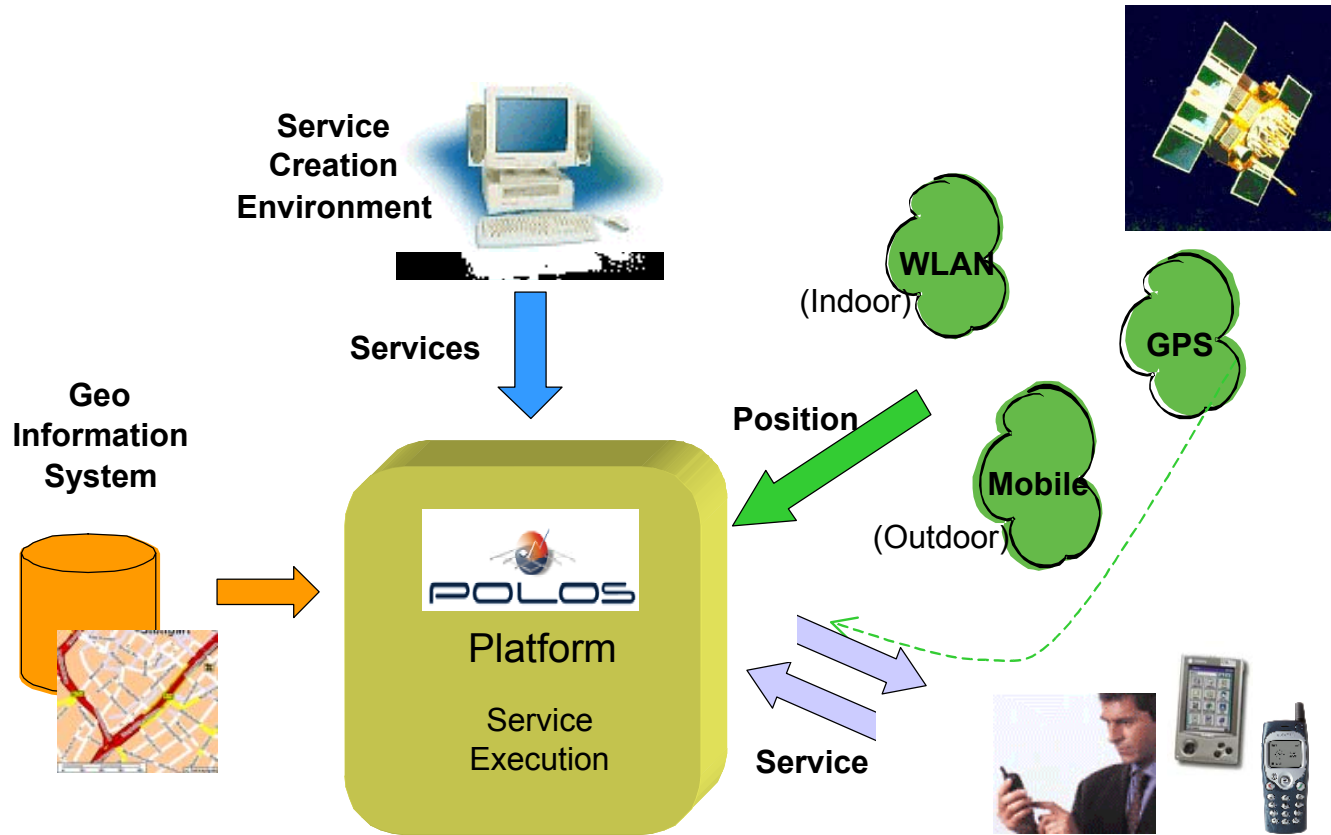 Service
Creation
Environment
WLAN
(Indoor)
GPS
Services
Geo
Information
System
Position
Mobile
(Outdoor)
POLOS
Platform
Service
Execution
Service